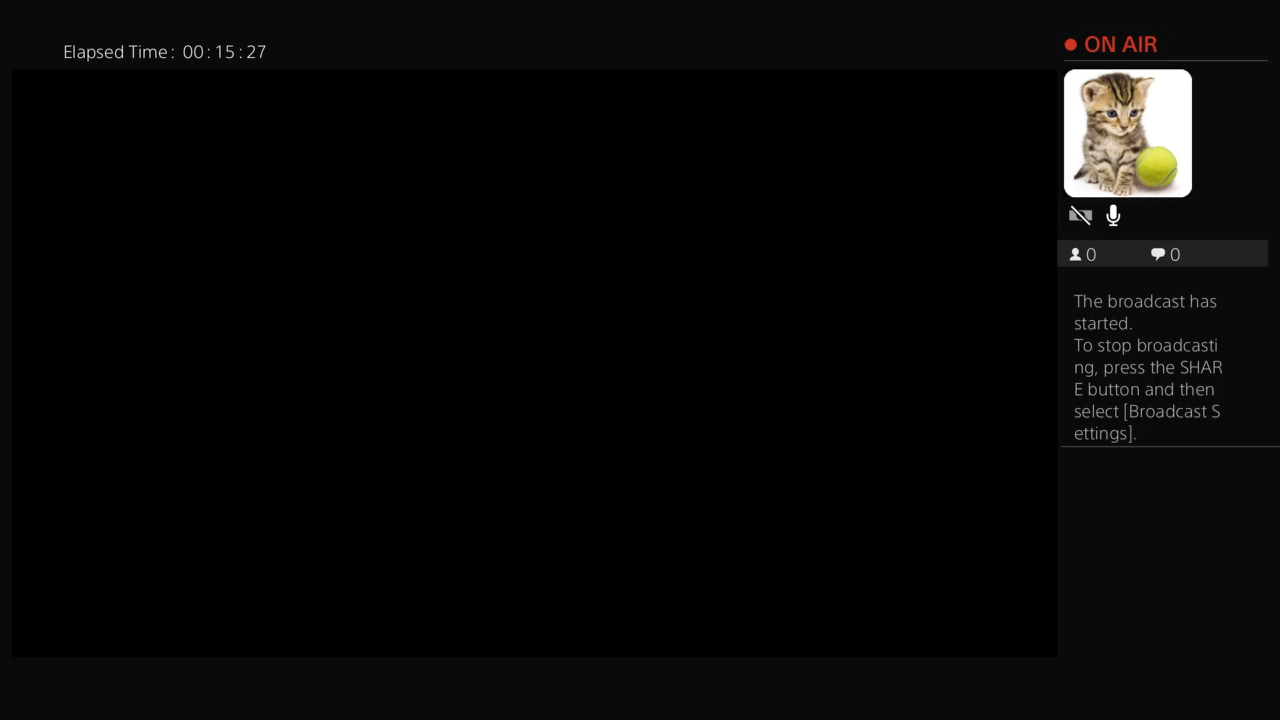 Elapsed Time: 00:15:27
ON AIR
0 0
The broadcast has
started.
To stop broadcasti
ng, press the SHAR
E button and then
select [Broadcast S
ettings].